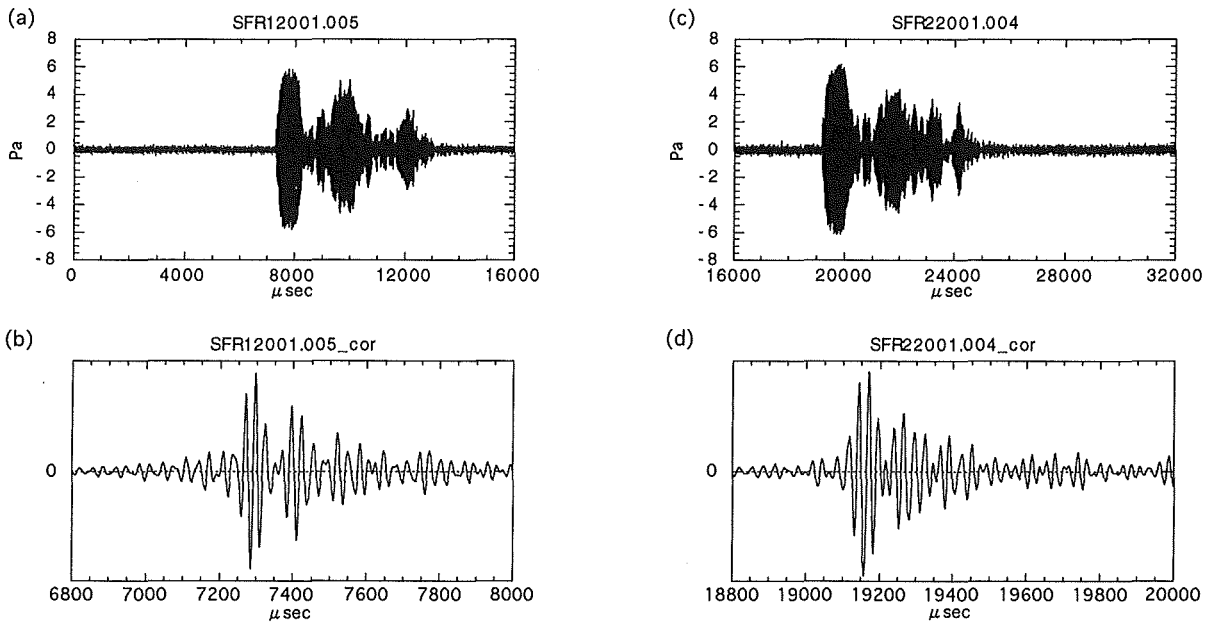 (a)
SFR12001.005
8
6
4
2
0
-2
-4
-6
-8
Pa
0 4000 8000 12000 16000
μsec
(c)
SFR22001.004
8
6
4
2
0
-2
-4
-6
-8
Pa
16000 20000 24000 28000 32000
μsec
(b)
SFR12001.005_cor
0
6800 7000 7200 7400 7600 7800 8000
μsec
(d)
SFR22001.004_cor
0
18800 19000 19200 19400 19600 19800 20000
μsec